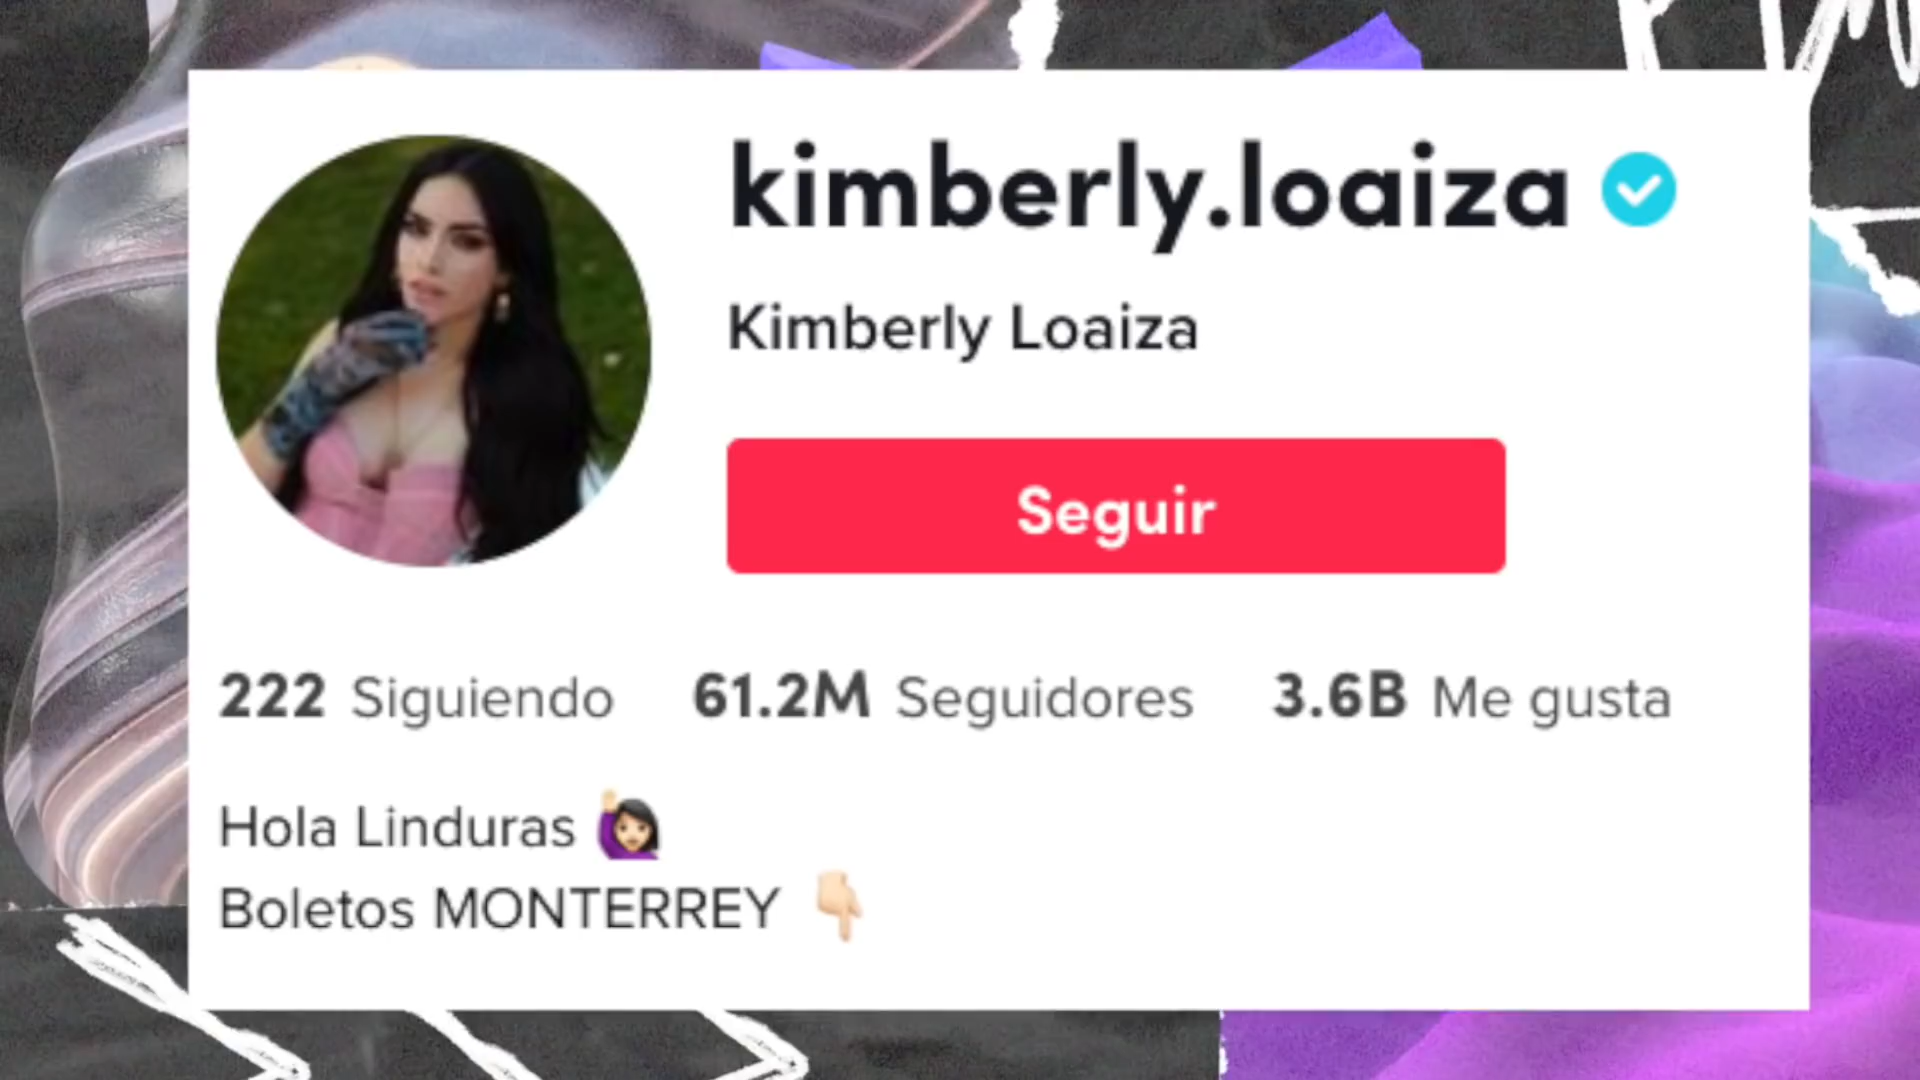 kimberly.loaiza
Kimberly Loaiza
Seguir
222 Siguiendo 61.2M Seguidores 3.6B Me gusta
Hola Linduras 🙋🏻‍♀️
Boletos MONTERREY 👇🏻